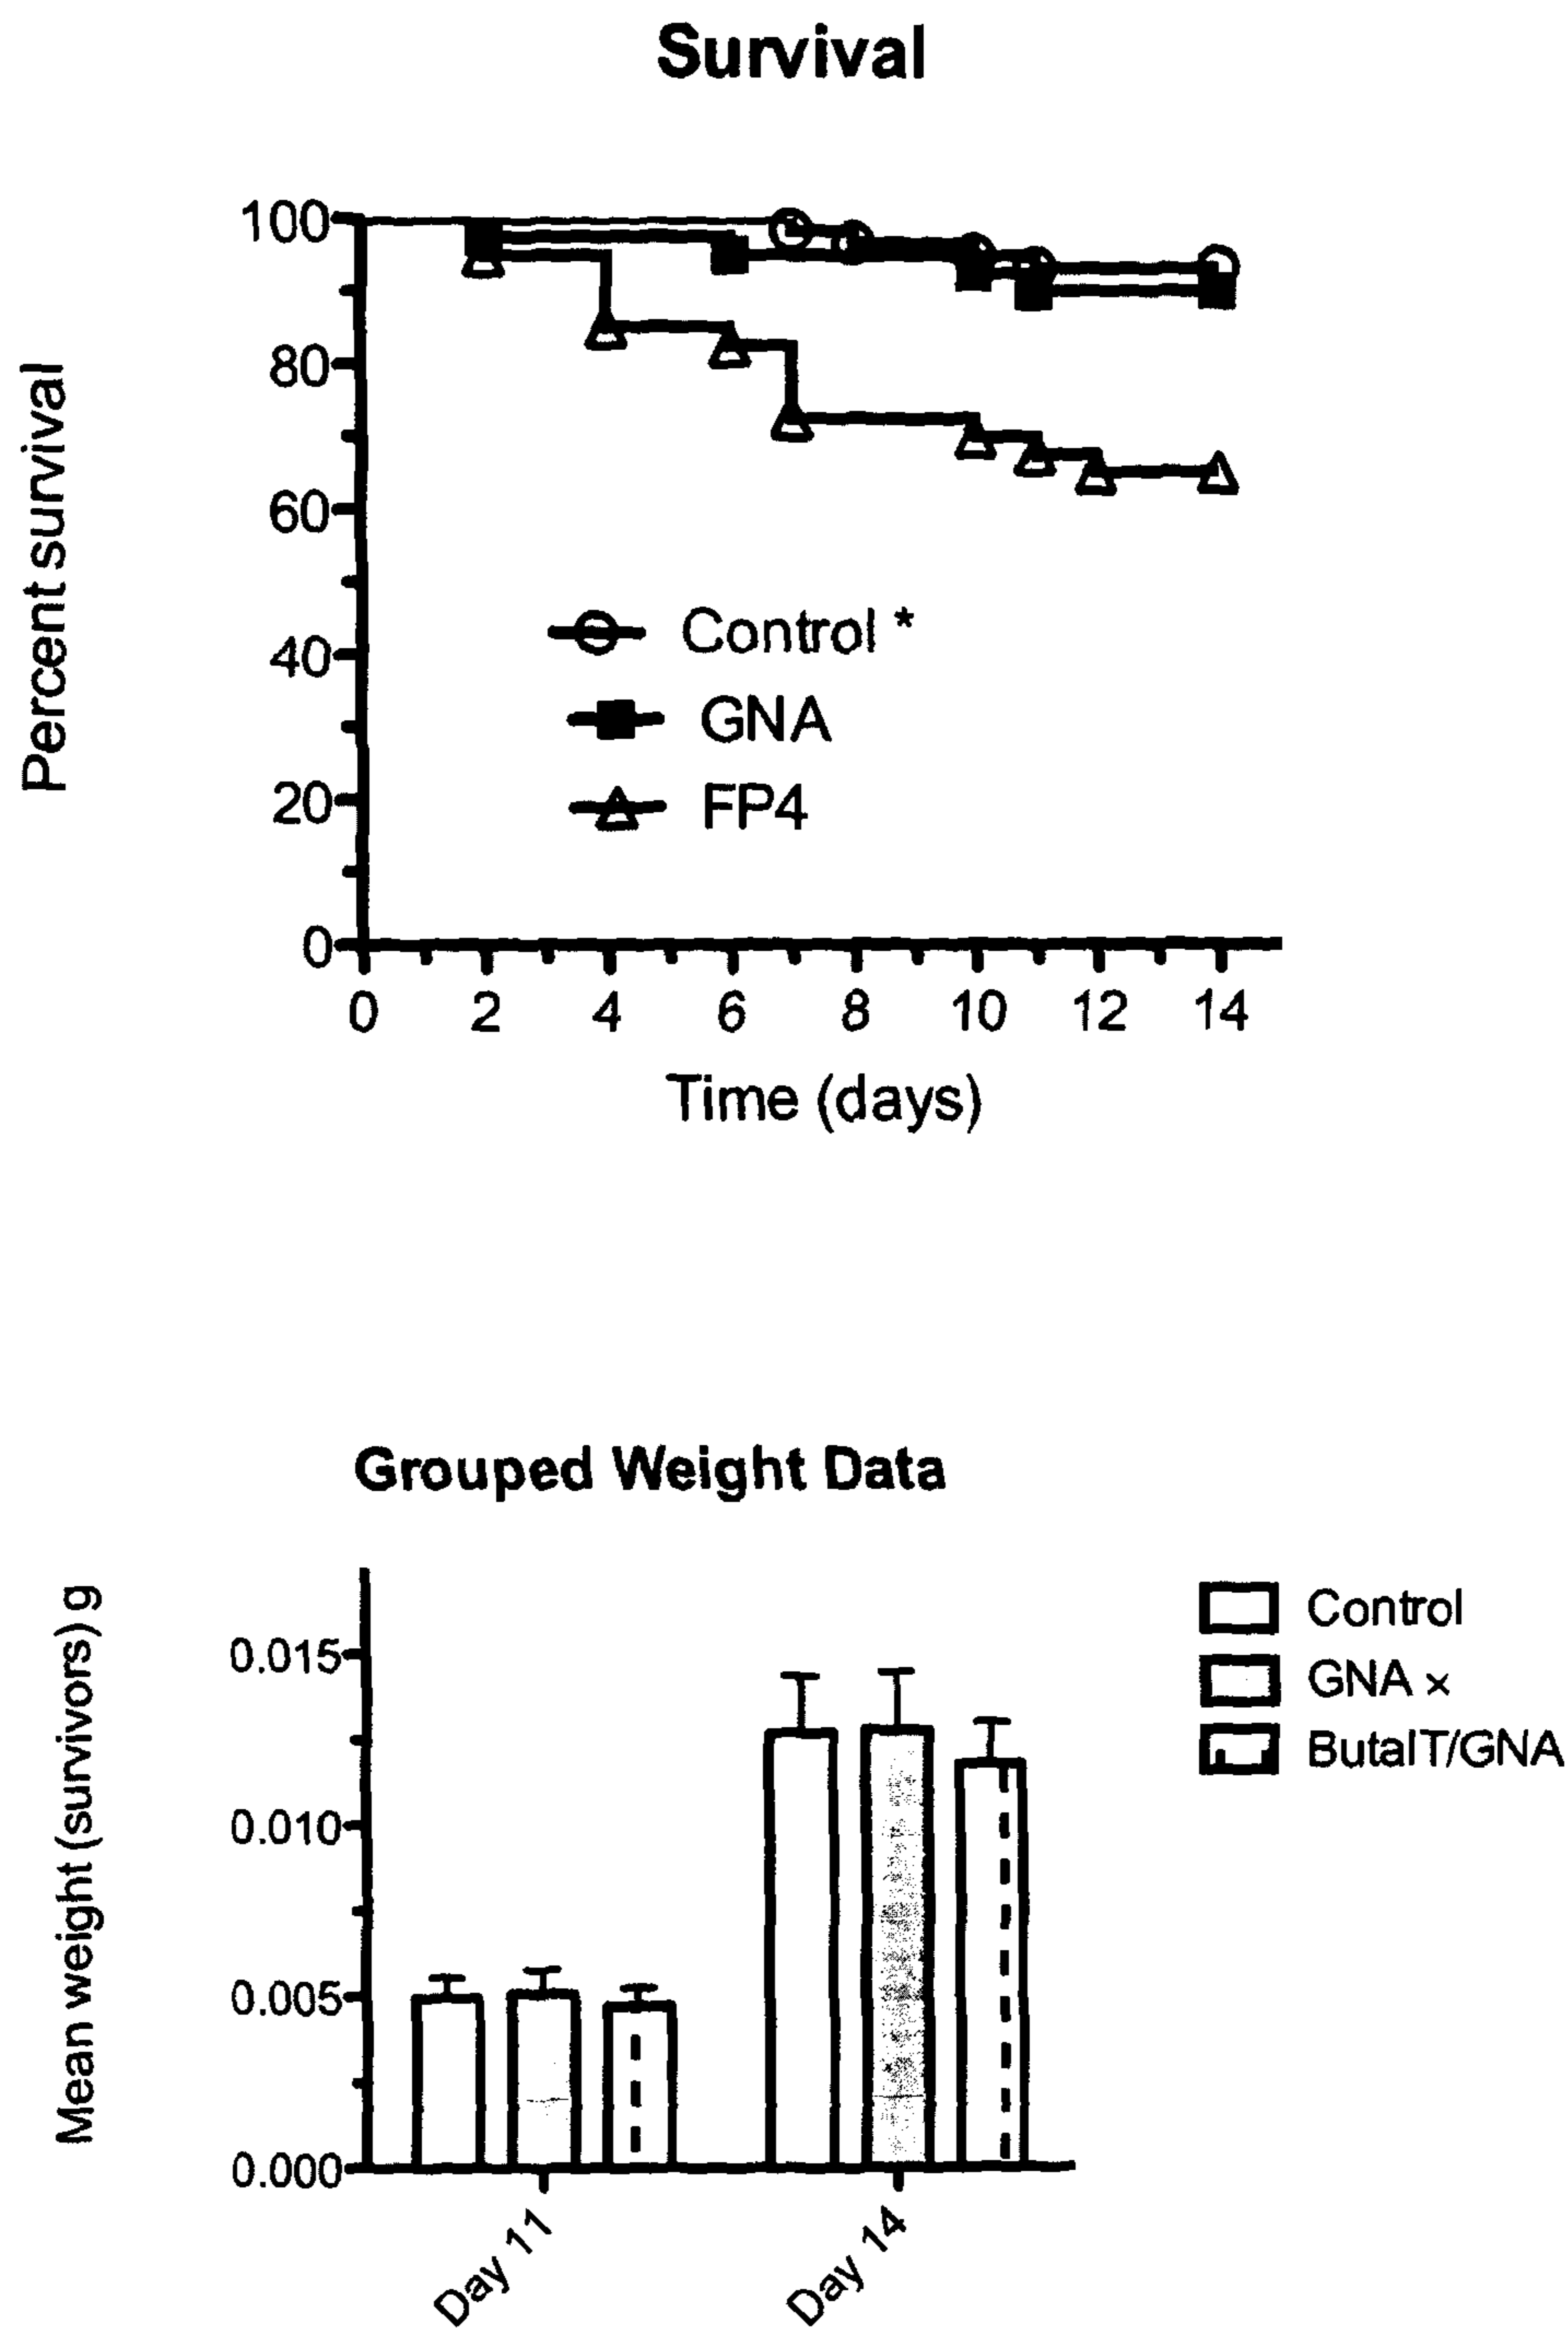 Survival
Percent survival
100
80
60
40
20
0
Control *
GNA
FP4
0 2 4 6 8 10 12 14
Time (days)
Grouped Weight Data
Mean weight (survivors) g
0.015
0.010
0.005
0.000
Day 11
Day 14
Control
GNA ×
ButaIT/GNA